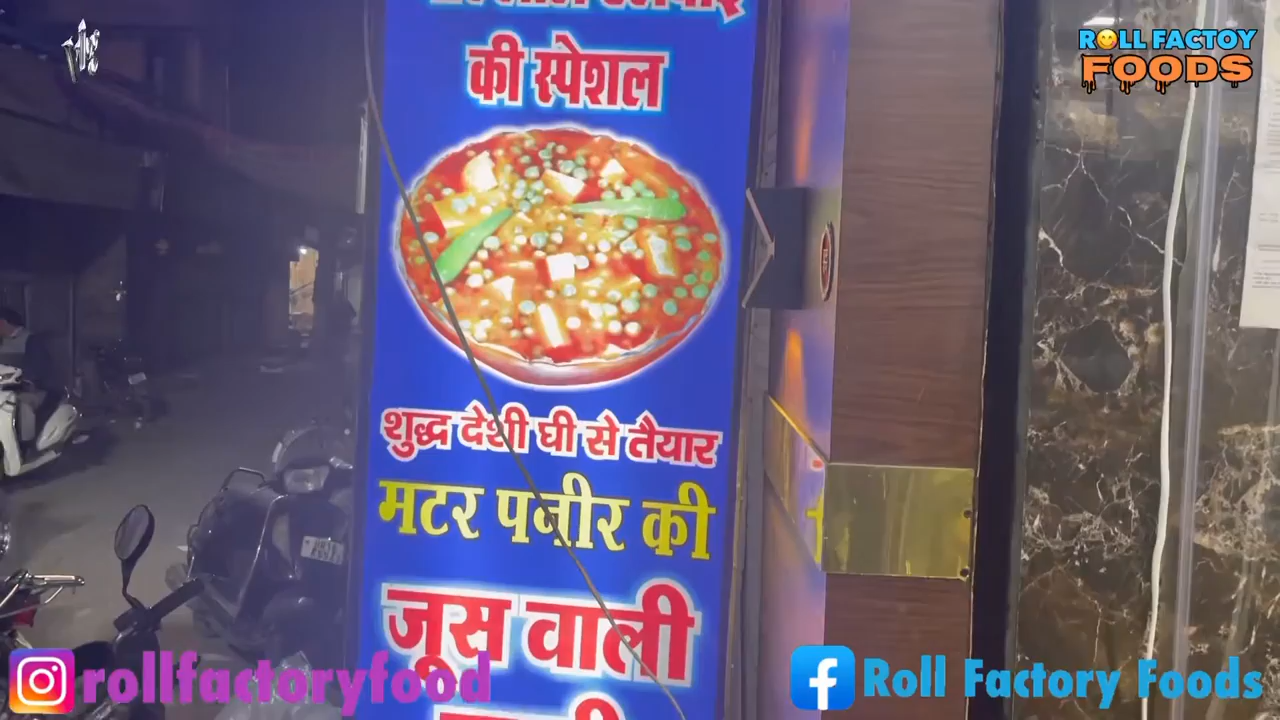 की स्पेशल
शुद्ध देशी घी से तैयार
मटर पनीर की
जूस वाली
ROLL FACTOY
FOODS
rollfactoryfood
Roll Factory Foods